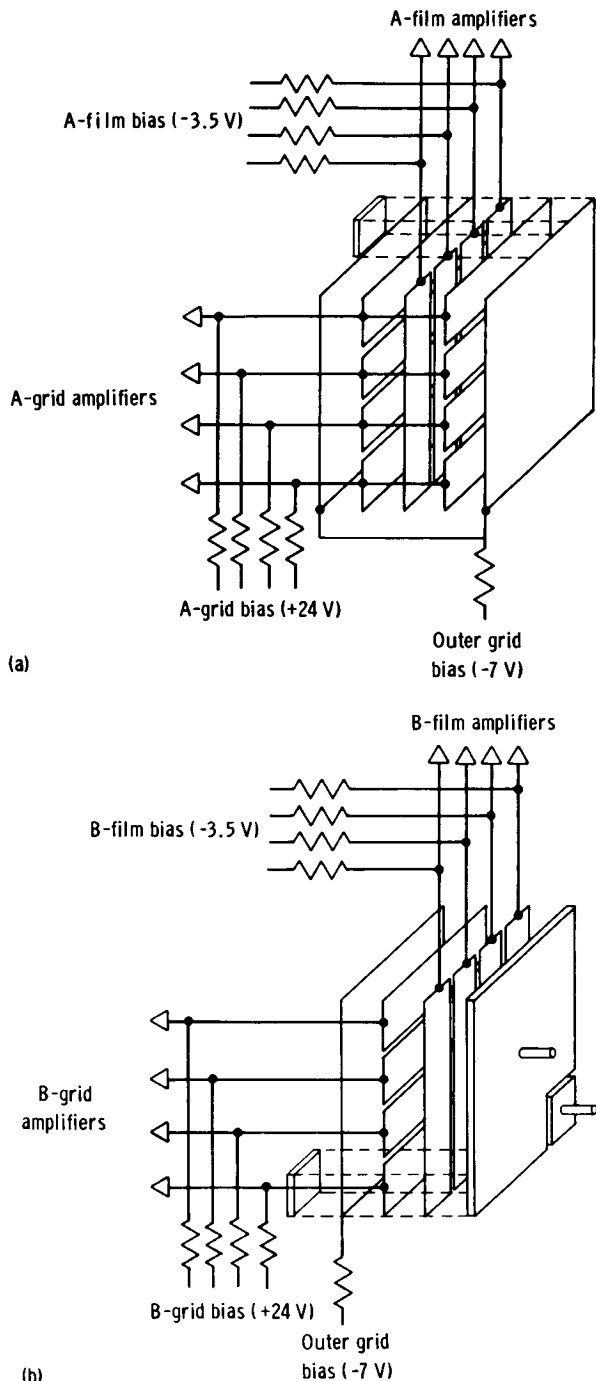 A-film amplifiers
A-film bias (-3.5 V)
A-grid amplifiers
A-grid bias (+24 V)
Outer grid
bias (-7 V)
(a)
B-film amplifiers
B-film bias (-3.5 V)
B-grid
amplifiers
B-grid bias (+24 V)
Outer grid
bias (-7 V)
(b)